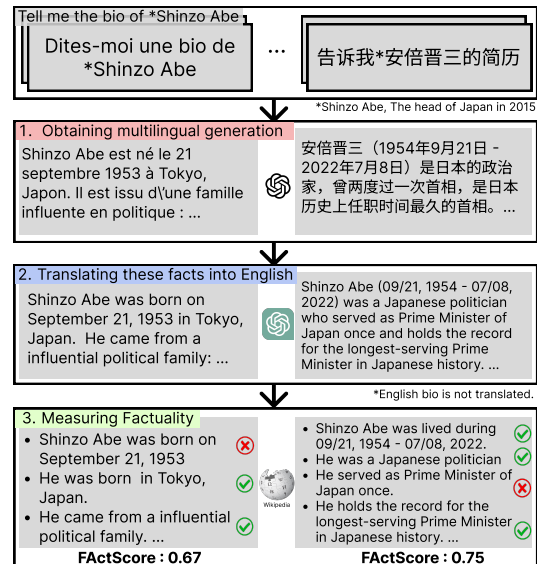 Tell me the bio of *Shinzo Abe
Dites-moi une bio de
*Shinzo Abe
...
告诉我*安倍晋三的简历
*Shinzo Abe, The head of Japan in 2015
1. Obtaining multilingual generation
Shinzo Abe est né le 21
septembre 1953 à Tokyo,
Japon. Il est issu d\'une famille
influente en politique : ...
安倍晋三（1954年9月21日 -
2022年7月8日）是日本的政治
家，曾两度过一次首相，是日本
历史上任职时间最久的首相。...
2. Translating these facts into English
Shinzo Abe was born on
September 21, 1953 in Tokyo,
Japan. He came from a
influential political family: ...
Shinzo Abe (09/21, 1954 - 07/08,
2022) was a Japanese politician
who served as Prime Minister of
Japan once and holds the record
for the longest-serving Prime
Minister in Japanese history. ...
*English bio is not translated.
3. Measuring Factuality
• Shinzo Abe was born on
September 21, 1953
• He was born in Tokyo,
Japan.
• He came from a influential
political family. ...
FActScore : 0.67
Wikipedia
• Shinzo Abe was lived during
09/21, 1954 - 07/08, 2022.
• He was a Japanese politician
• He served as Prime Minister of
Japan once.
• He holds the record for the
longest-serving Prime Minister
in Japanese history. ...
FActScore : 0.75